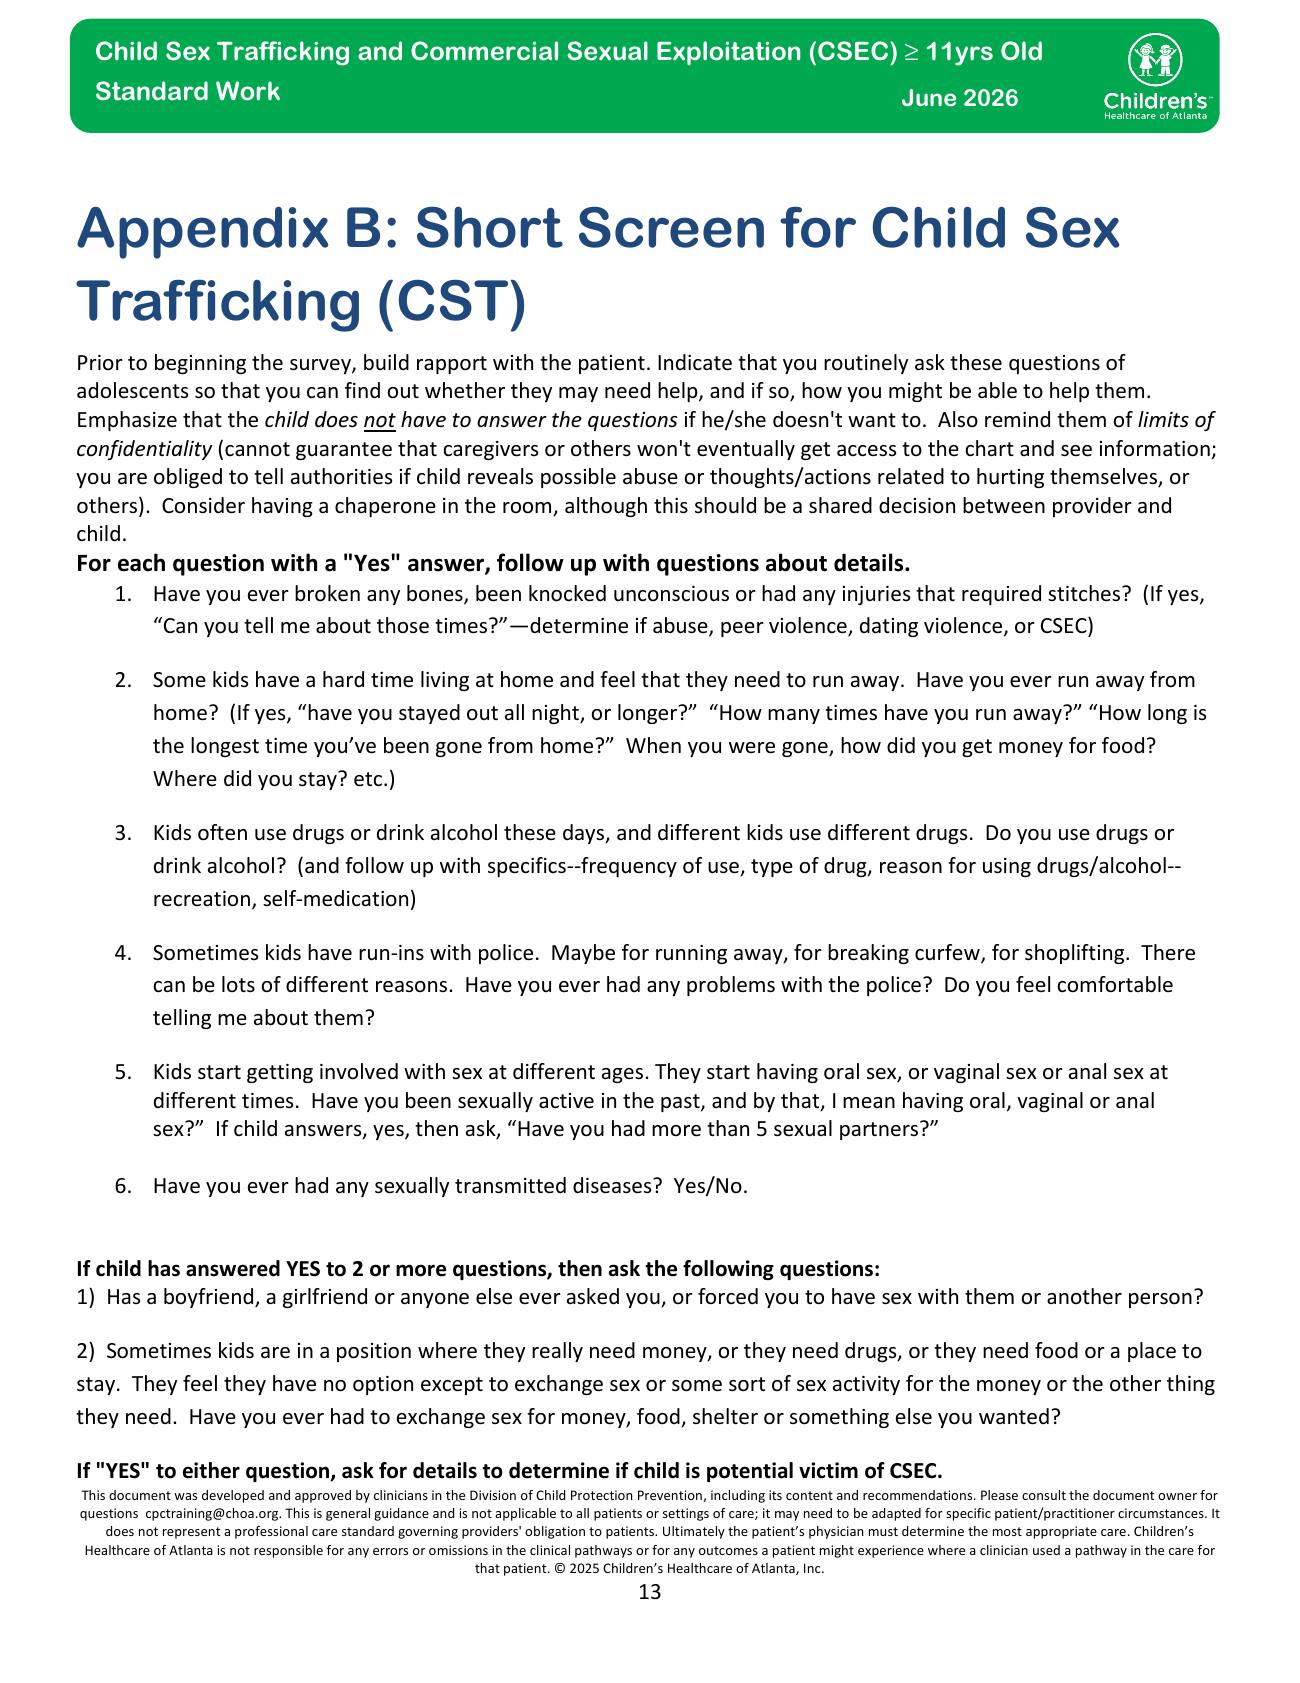 Child Sex Trafficking and Commercial Sexual Exploitation (CSEC) ≥ 11yrs Old
Standard Work
June 2026
Children's
Healthcare of Atlanta
Appendix B: Short Screen for Child Sex
Trafficking (CST)
Prior to beginning the survey, build rapport with the patient. Indicate that you routinely ask these questions of
adolescents so that you can find out whether they may need help, and if so, how you might be able to help them.
Emphasize that the child does not have to answer the questions if he/she doesn't want to.  Also remind them of limits of
confidentiality (cannot guarantee that caregivers or others won't eventually get access to the chart and see information;
you are obliged to tell authorities if child reveals possible abuse or thoughts/actions related to hurting themselves, or
others).  Consider having a chaperone in the room, although this should be a shared decision between provider and
child.
For each question with a "Yes" answer, follow up with questions about details.
1. Have you ever broken any bones, been knocked unconscious or had any injuries that required stitches?  (If yes,
“Can you tell me about those times?”—determine if abuse, peer violence, dating violence, or CSEC)
2. Some kids have a hard time living at home and feel that they need to run away.  Have you ever run away from
home?  (If yes, “have you stayed out all night, or longer?”  “How many times have you run away?” “How long is
the longest time you’ve been gone from home?”  When you were gone, how did you get money for food?
Where did you stay? etc.)
3. Kids often use drugs or drink alcohol these days, and different kids use different drugs.  Do you use drugs or
drink alcohol?  (and follow up with specifics--frequency of use, type of drug, reason for using drugs/alcohol--
recreation, self-medication)
4. Sometimes kids have run-ins with police.  Maybe for running away, for breaking curfew, for shoplifting.  There
can be lots of different reasons.  Have you ever had any problems with the police?  Do you feel comfortable
telling me about them?
5. Kids start getting involved with sex at different ages. They start having oral sex, or vaginal sex or anal sex at
different times.  Have you been sexually active in the past, and by that, I mean having oral, vaginal or anal
sex?”  If child answers, yes, then ask, “Have you had more than 5 sexual partners?”
6. Have you ever had any sexually transmitted diseases?  Yes/No.
If child has answered YES to 2 or more questions, then ask the following questions:
1)  Has a boyfriend, a girlfriend or anyone else ever asked you, or forced you to have sex with them or another person?
2)  Sometimes kids are in a position where they really need money, or they need drugs, or they need food or a place to
stay.  They feel they have no option except to exchange sex or some sort of sex activity for the money or the other thing
they need.  Have you ever had to exchange sex for money, food, shelter or something else you wanted?
If "YES" to either question, ask for details to determine if child is potential victim of CSEC.
This document was developed and approved by clinicians in the Division of Child Protection Prevention, including its content and recommendations. Please consult the document owner for
questions  cpctraining@choa.org. This is general guidance and is not applicable to all patients or settings of care; it may need to be adapted for specific patient/practitioner circumstances. It
does not represent a professional care standard governing providers' obligation to patients. Ultimately the patient’s physician must determine the most appropriate care. Children’s
Healthcare of Atlanta is not responsible for any errors or omissions in the clinical pathways or for any outcomes a patient might experience where a clinician used a pathway in the care for
that patient. © 2025 Children’s Healthcare of Atlanta, Inc.
13